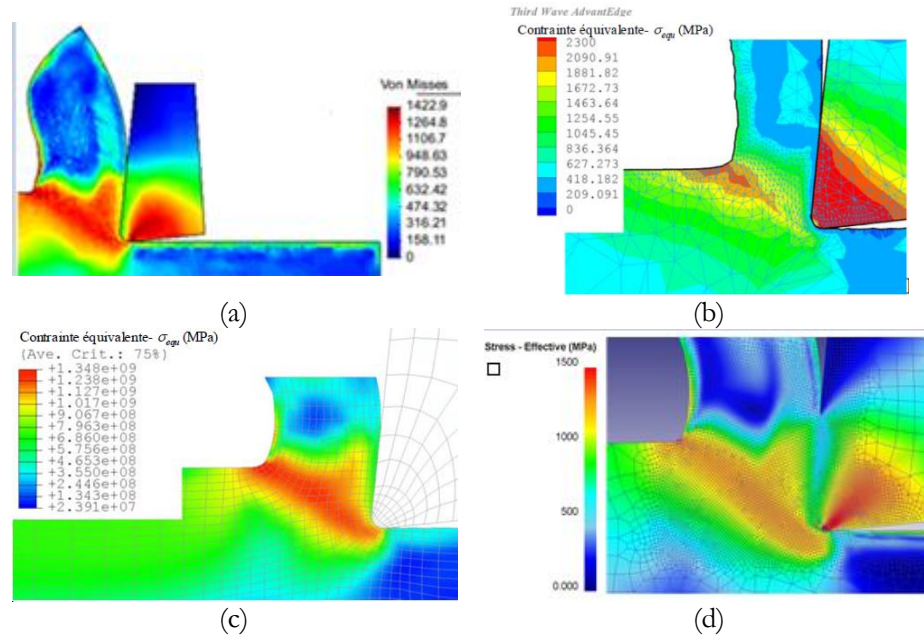 Von Misses
1422.9
1264.8
1106.7
948.63
790.53
632.42
474.32
316.21
158.11
0
(a)
Third Wave AdvantEdge
Contrainte équivalente- σequ (MPa)
2300
2090.91
1881.82
1672.73
1463.64
1254.55
1045.45
836.364
627.273
418.182
209.091
0
(b)
Contrainte équivalente- σequ (MPa)
(Ave. Crit.: 75%)
+1.348e+09
+1.238e+09
+1.127e+09
+1.017e+09
+9.067e+08
+7.963e+08
+6.860e+08
+5.756e+08
+4.653e+08
+3.550e+08
+2.446e+08
+1.343e+08
+2.391e+07
(c)
Stress - Effective (MPa)
1500
1000
500
0.000
(d)